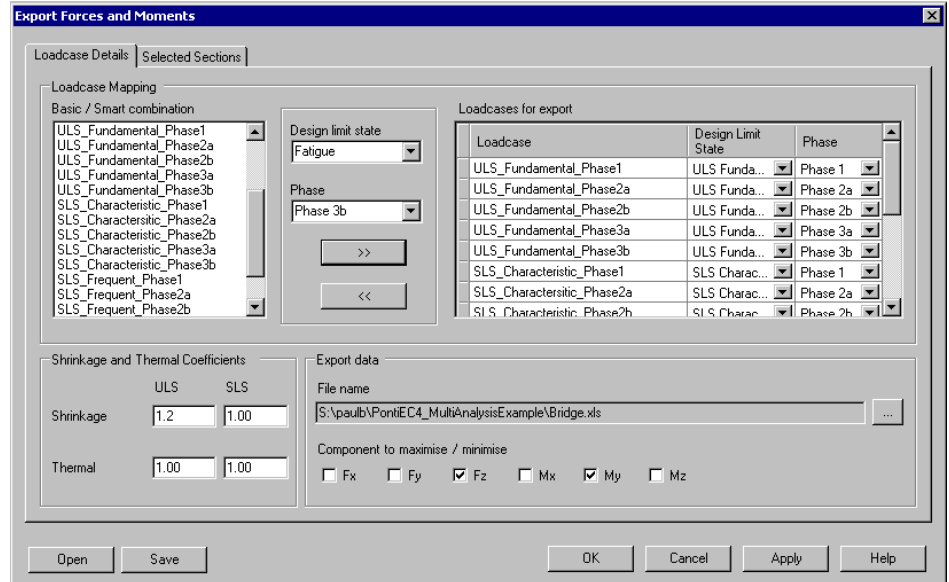 Export Forces and Moments
Loadcase Details
Selected Sections
Loadcase Mapping
Basic / Smart combination
ULS_Fundamental_Phase1
ULS_Fundamental_Phase2a
ULS_Fundamental_Phase2b
ULS_Fundamental_Phase3a
ULS_Fundamental_Phase3b
SLS_Characteristic_Phase1
SLS_Charactersitic_Phase2a
SLS_Characteristic_Phase2b
SLS_Characteristic_Phase3a
SLS_Characteristic_Phase3b
SLS_Frequent_Phase1
SLS_Frequent_Phase2a
SLS_Frequent_Phase2b
Design limit state
Fatigue
Phase
Phase 3b
>>
<<
Loadcases for export
Loadcase Design Limit State Phase
ULS_Fundamental_Phase1 ULS Funda... Phase 1
ULS_Fundamental_Phase2a ULS Funda... Phase 2a
ULS_Fundamental_Phase2b ULS Funda... Phase 2b
ULS_Fundamental_Phase3a ULS Funda... Phase 3a
ULS_Fundamental_Phase3b ULS Funda... Phase 3b
SLS_Characteristic_Phase1 SLS Charac... Phase 1
SLS_Charactersitic_Phase2a SLS Charac... Phase 2a
SLS_Characteristic_Phase2b SLS Charac... Phase 2b
Shrinkage and Thermal Coefficients
ULS SLS
Shrinkage 1.2 1.00
Thermal 1.00 1.00
Export data
File name
S:\paulb\PontiEC4_MultiAnalysisExample\Bridge.xls
...
Component to maximise / minimise
Fx Fy Fz Mx My Mz
Open Save OK Cancel Apply Help